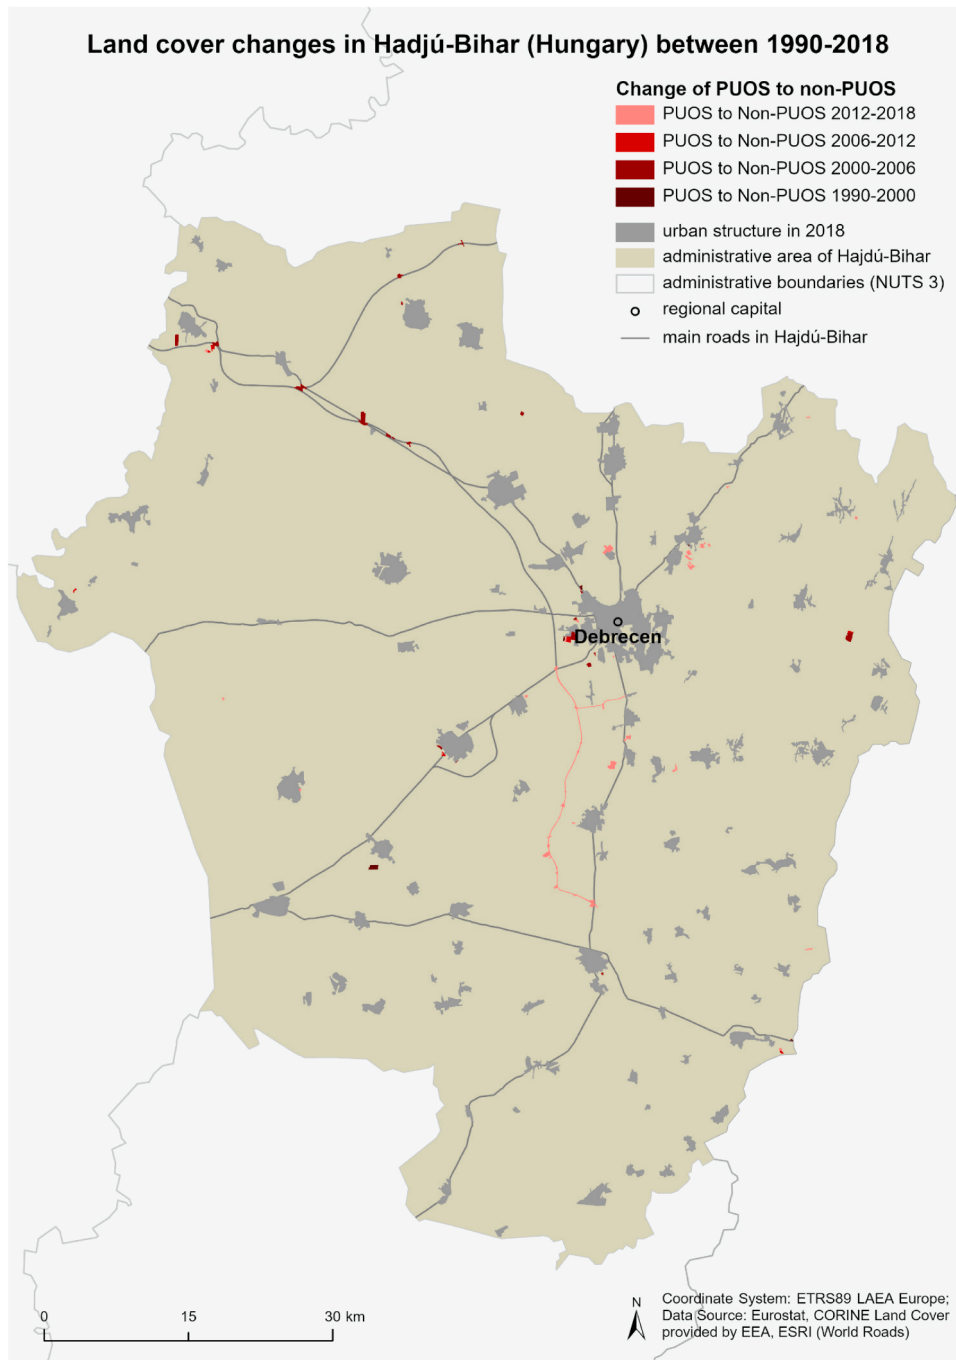 Land cover changes in Hadjú-Bihar (Hungary) between 1990-2018
Change of PUOS to non-PUOS
PUOS to Non-PUOS 2012-2018
PUOS to Non-PUOS 2006-2012
PUOS to Non-PUOS 2000-2006
PUOS to Non-PUOS 1990-2000
urban structure in 2018
administrative area of Hajdú-Bihar
administrative boundaries (NUTS 3)
regional capital
main roads in Hajdú-Bihar
Debrecen
0 15 30 km
N
Coordinate System: ETRS89 LAEA Europe;
Data Source: Eurostat, CORINE Land Cover
provided by EEA, ESRI (World Roads)